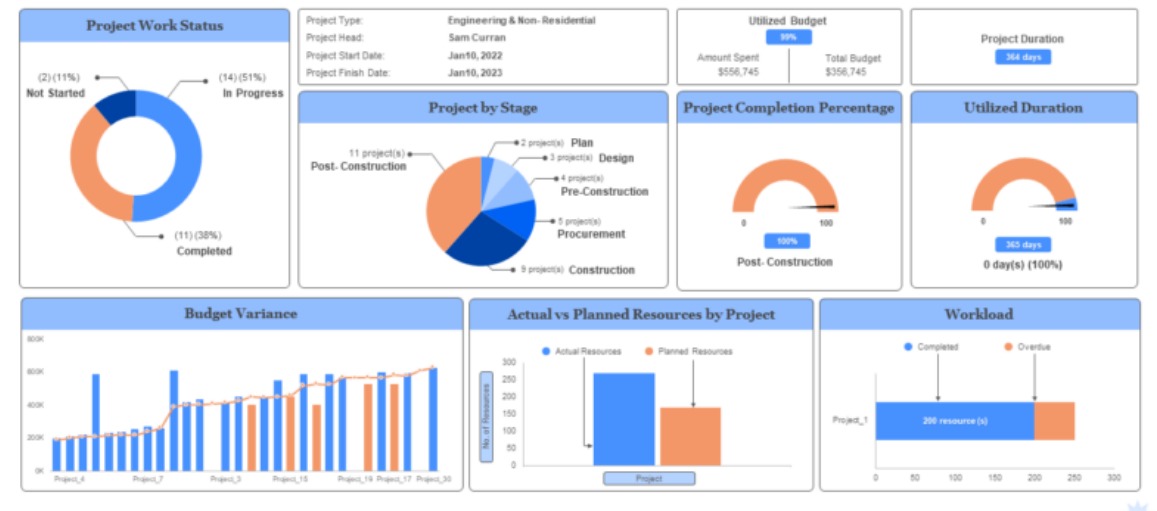 Project Work Status
(2) (11%)
Not Started
(14) (51%)
In Progress
(11) (38%)
Completed
Project Type: Engineering & Non- Residential
Project Head: Sam Curran
Project Start Date: Jan10, 2022
Project Finish Date: Jan10, 2023
Utilized Budget
99%
Amount Spent
$556,745
Total Budget
$356,745
Project Duration
364 days
Project by Stage
2 project(s) Plan
3 project(s) Design
4 project(s)
Pre-Construction
5 project(s)
Procurement
9 project(s) Construction
11 project(s)
Post- Construction
Project Completion Percentage
0 100
100%
Post- Construction
Utilized Duration
0 100
365 days
0 day(s) (100%)
Budget Variance
800K
600K
400K
200K
0K
Project_4 Project_7 Project_3 Project_15 Project_19 Project_17 Project_30
Actual vs Planned Resources by Project
Actual Resources Planned Resources
No. of Resources
300
250
200
150
100
50
0
Project
Workload
Completed Overdue
Project_1
200 resource (s)
0 50 100 150 200 250 300